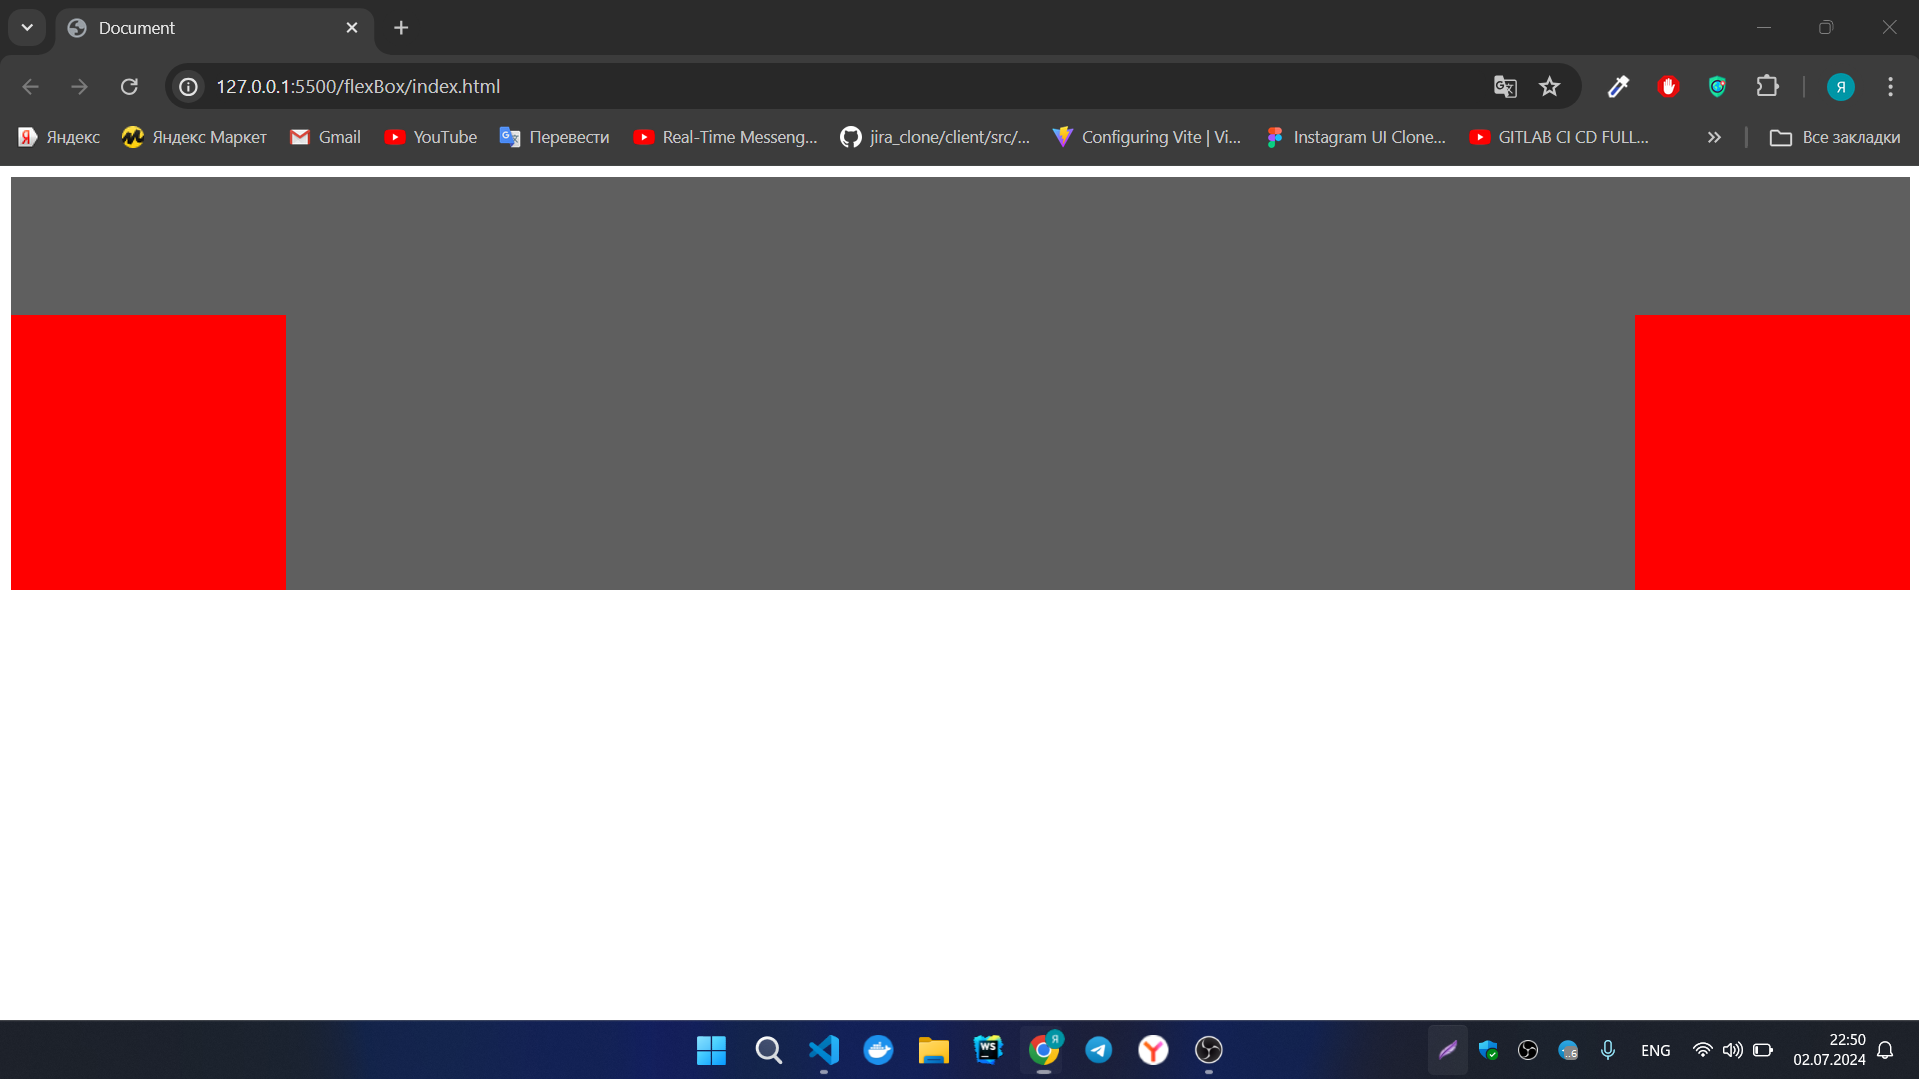 Document
127.0.0.1:5500/flexBox/index.html
Я
Яндекс
Яндекс Маркет
Gmail
YouTube
Перевести
Real-Time Messeng...
jira_clone/client/src/...
Configuring Vite | Vi...
Instagram UI Clone...
GITLAB CI CD FULL...
Все закладки
WS
Я
ENG
22:50
02.07.2024